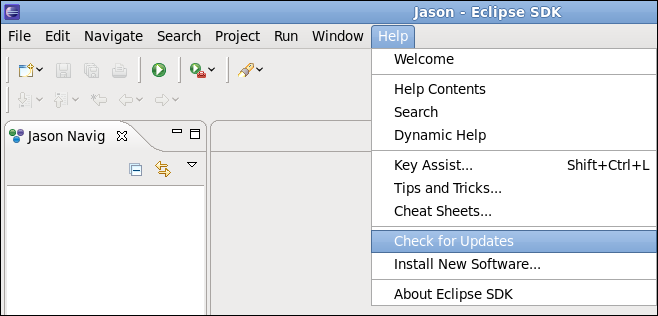 Jason - Eclipse SDK
File Edit Navigate Search Project Run Window Help
Welcome
Help Contents
Search
Dynamic Help
Jason Navig
Key Assist... Shift+Ctrl+L
Tips and Tricks...
Cheat Sheets...
Check for Updates
Install New Software...
About Eclipse SDK